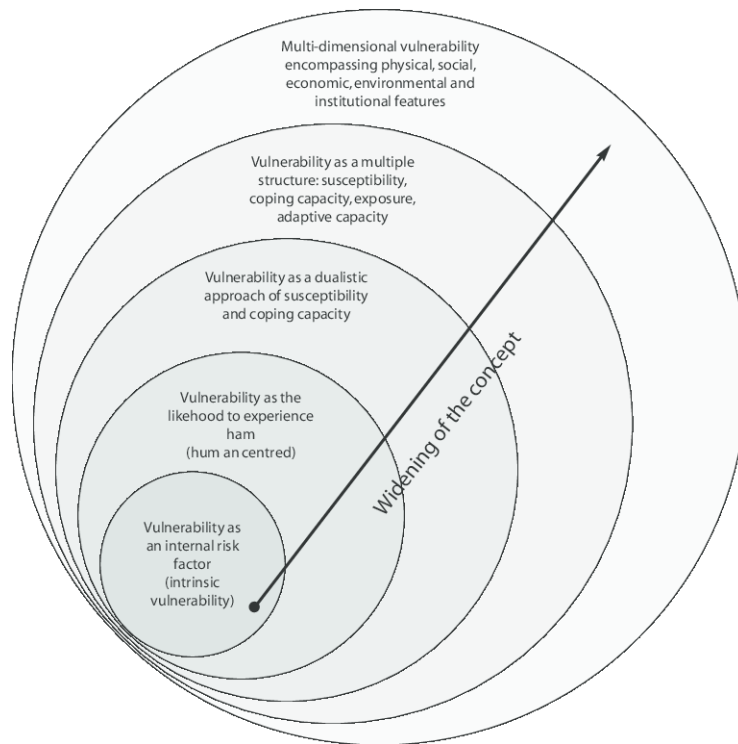 Multi-dimensional vulnerability
encompassing physical, social,
economic, environmental and
institutional features
Vulnerability as a multiple
structure: susceptibility,
coping capacity, exposure,
adaptive capacity
Vulnerability as a dualistic
approach of susceptibility
and coping capacity
Widening of the concept
Vulnerability as the
likehood to experience
ham
(hum an centred)
Vulnerability as
an internal risk
factor
(intrinsic
vulnerability)